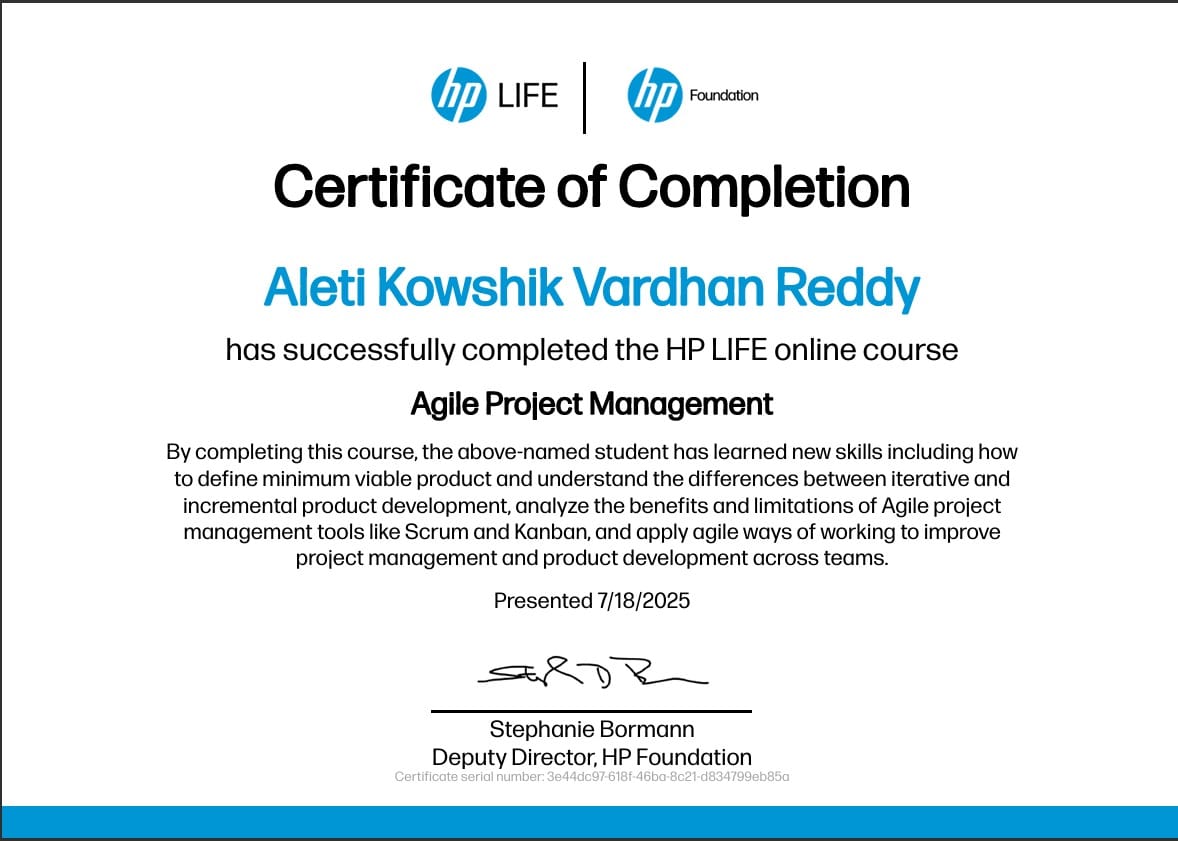 hp LIFE | hp Foundation
Certificate of Completion
Aleti Kowshik Vardhan Reddy
has successfully completed the HP LIFE online course
Agile Project Management
By completing this course, the above-named student has learned new skills including how
to define minimum viable product and understand the differences between iterative and
incremental product development, analyze the benefits and limitations of Agile project
management tools like Scrum and Kanban, and apply agile ways of working to improve
project management and product development across teams.
Presented 7/18/2025
Stephanie Bormann
Deputy Director, HP Foundation
Certificate serial number: 3e44dc97-618f-46ba-8c21-d834799eb85a